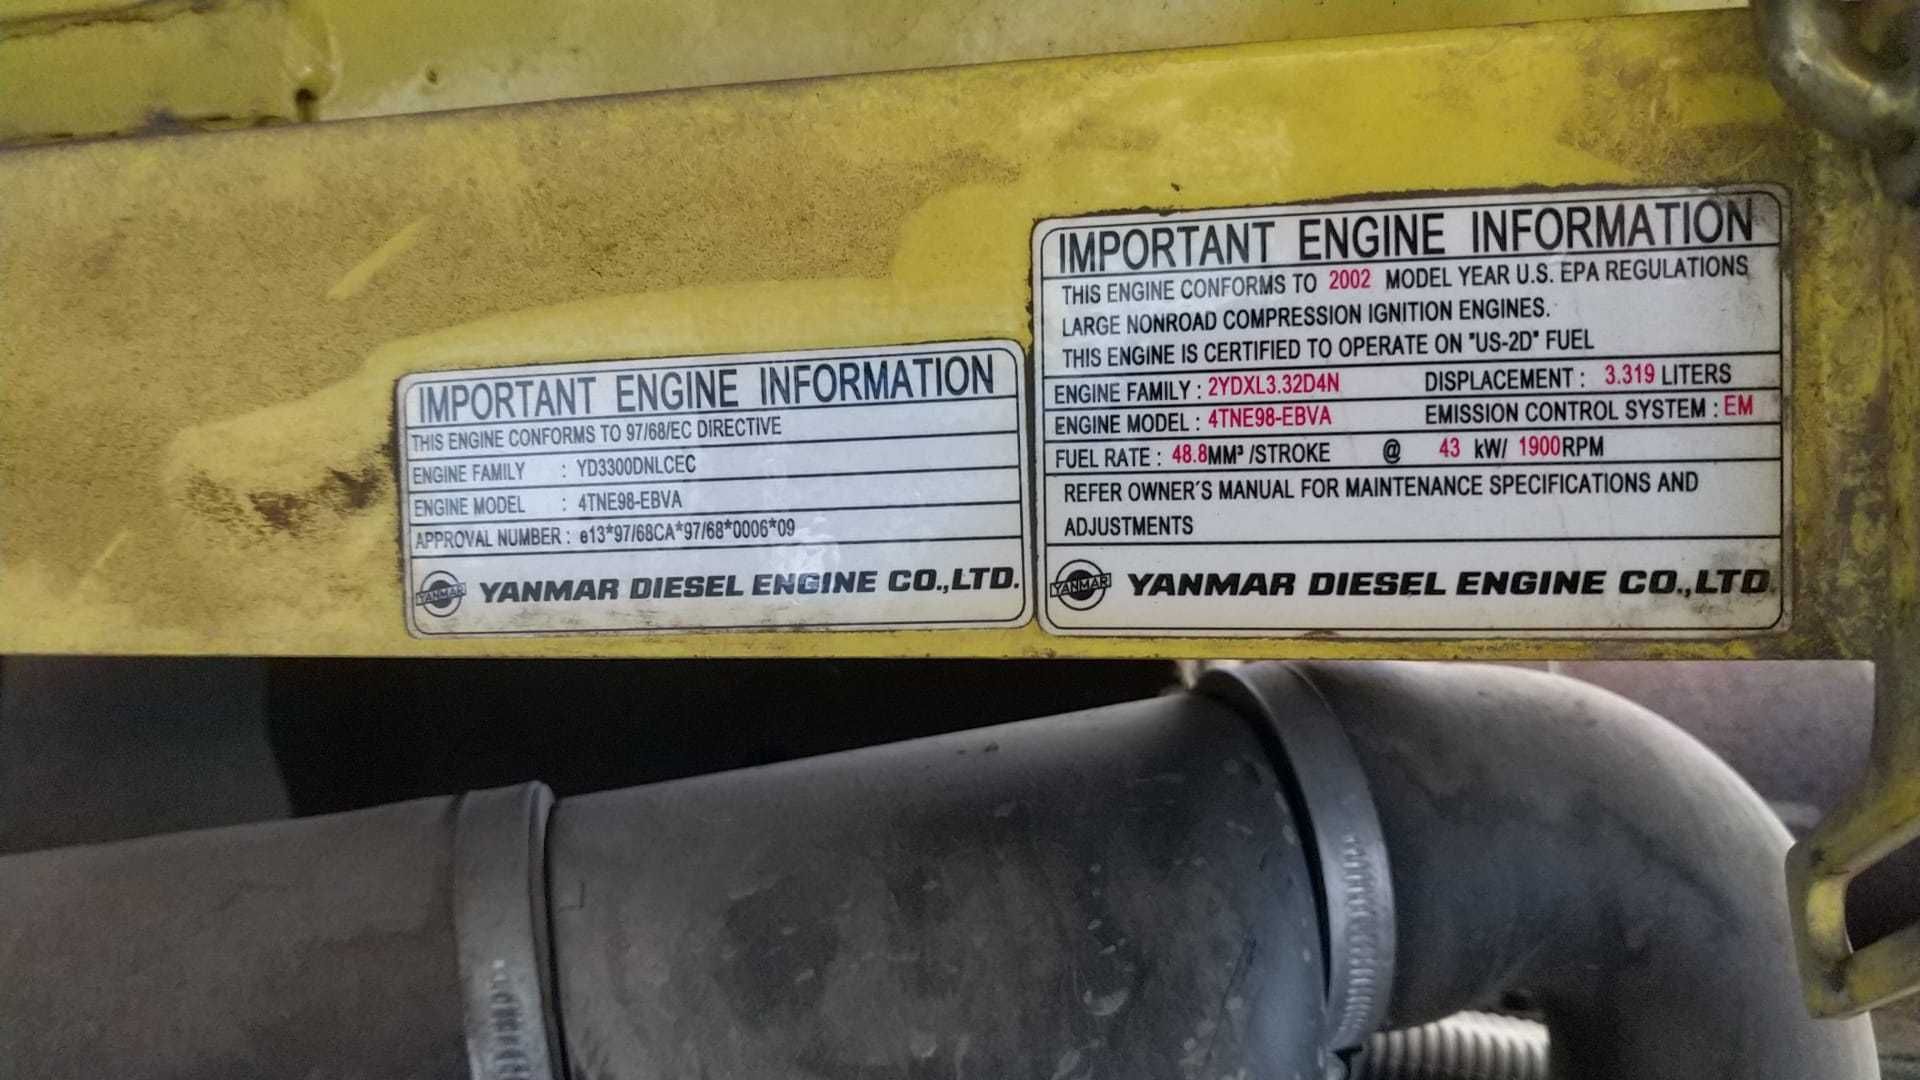 IMPORTANT ENGINE INFORMATION
THIS ENGINE CONFORMS TO 97/68/EC DIRECTIVE
ENGINE FAMILY : YD3300DNLCEC
ENGINE MODEL : 4TNE98-EBVA
APPROVAL NUMBER : e13*97/68CA*97/68*0006*09
YANMAR YANMAR DIESEL ENGINE CO.,LTD.
IMPORTANT ENGINE INFORMATION
THIS ENGINE CONFORMS TO 2002 MODEL YEAR U.S. EPA REGULATIONS
LARGE NONROAD COMPRESSION IGNITION ENGINES.
THIS ENGINE IS CERTIFIED TO OPERATE ON "US-2D" FUEL
ENGINE FAMILY : 2YDXL3.32D4N DISPLACEMENT : 3.319 LITERS
ENGINE MODEL : 4TNE98-EBVA EMISSION CONTROL SYSTEM : EM
FUEL RATE : 48.8MM³ /STROKE @ 43 kW/ 1900RPM
REFER OWNER'S MANUAL FOR MAINTENANCE SPECIFICATIONS AND
ADJUSTMENTS
YANMAR YANMAR DIESEL ENGINE CO.,LTD.